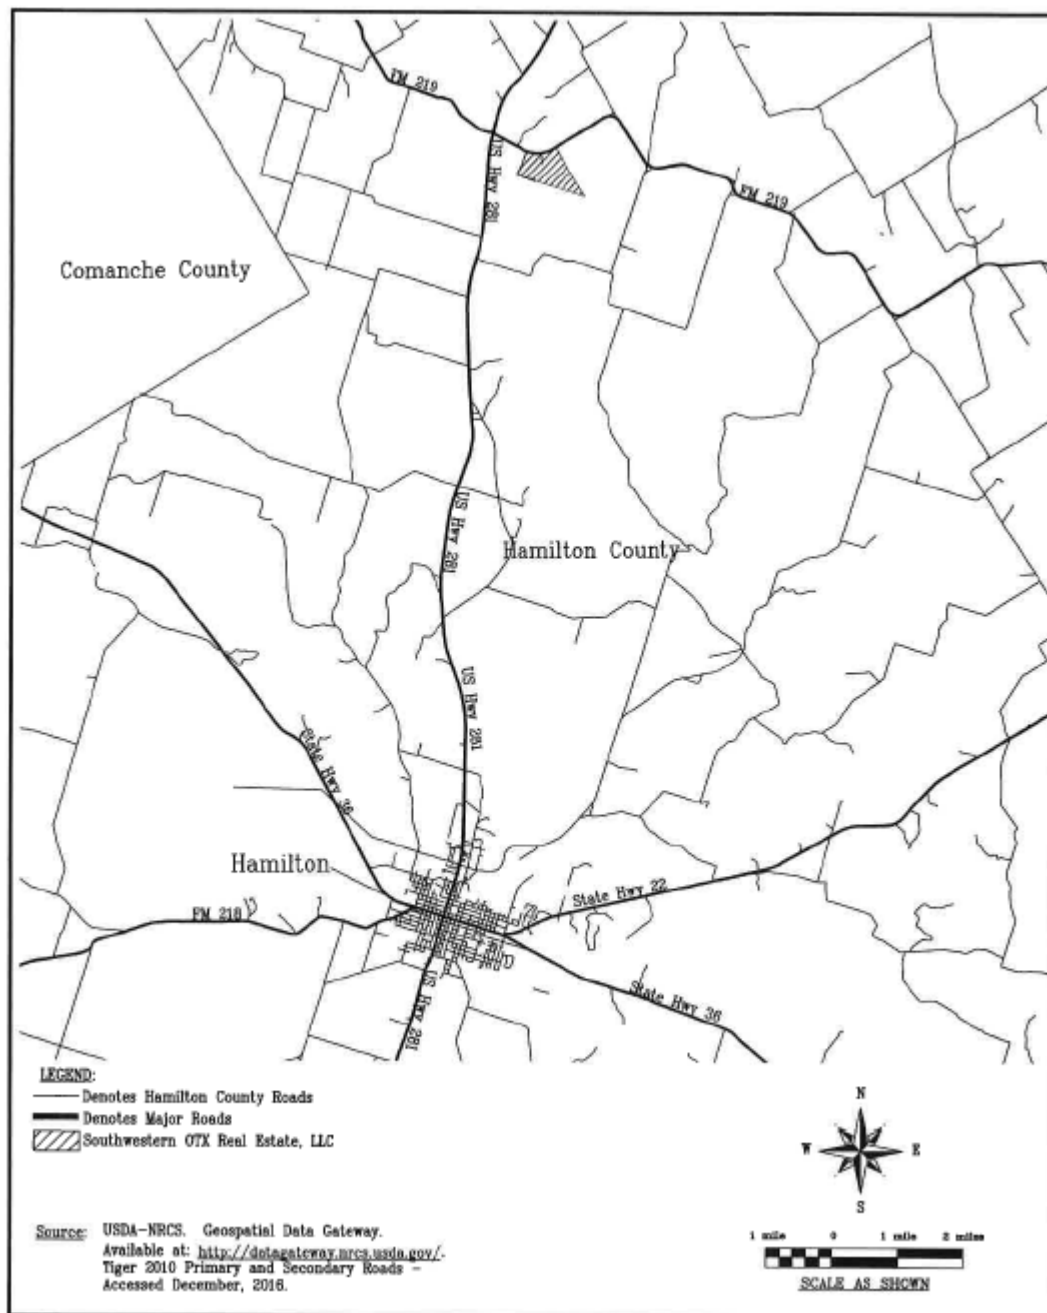 FM 219
US Hwy 281
FM 219
Comanche County
US Hwy 281
Hamilton County
US Hwy 281
State Hwy 36
Hamilton
State Hwy 22
FM 218
US Hwy 281
State Hwy 36
LEGEND:
Denotes Hamilton County Roads
Denotes Major Roads
Southwestern OTX Real Estate, LLC
N
W E
S
Source: USDA-NRCS. Geospatial Data Gateway.
Available at: http://datagateway.nrcs.usda.gov/.
Tiger 2010 Primary and Secondary Roads -
Accessed December, 2016.
1 mile 0 1 mile 2 miles
SCALE AS SHOWN